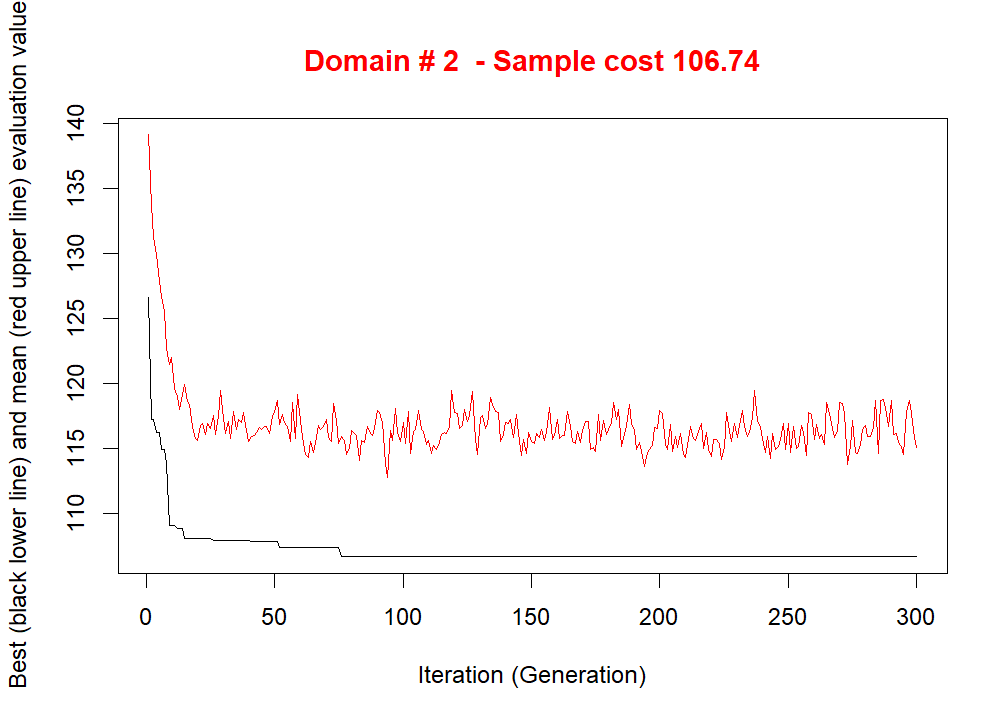 Domain # 2  - Sample cost 106.74
Best (black lower line) and mean (red upper line) evaluation value
140
135
130
125
120
115
110
0 50 100 150 200 250 300
Iteration (Generation)